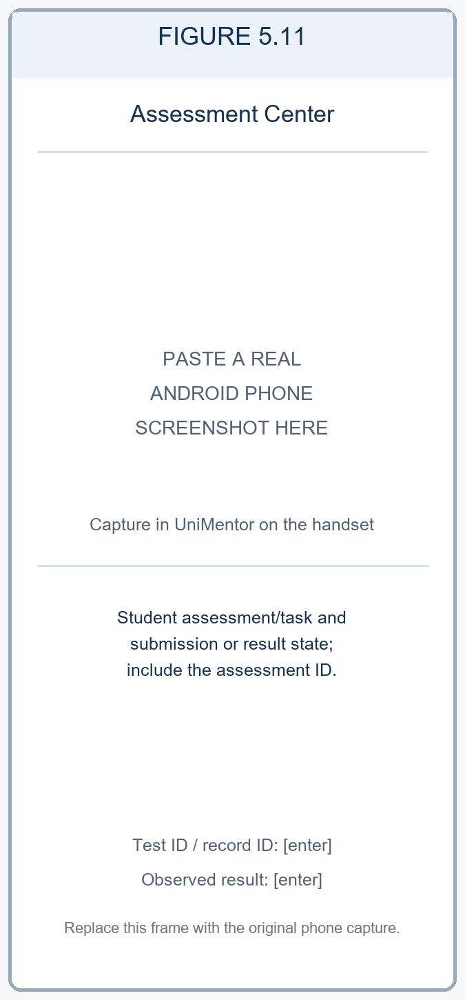 FIGURE 5.11
Assessment Center
PASTE A REAL
ANDROID PHONE
SCREENSHOT HERE
Capture in UniMentor on the handset
Student assessment/task and
submission or result state;
include the assessment ID.
Test ID / record ID: [enter]
Observed result: [enter]
Replace this frame with the original phone capture.